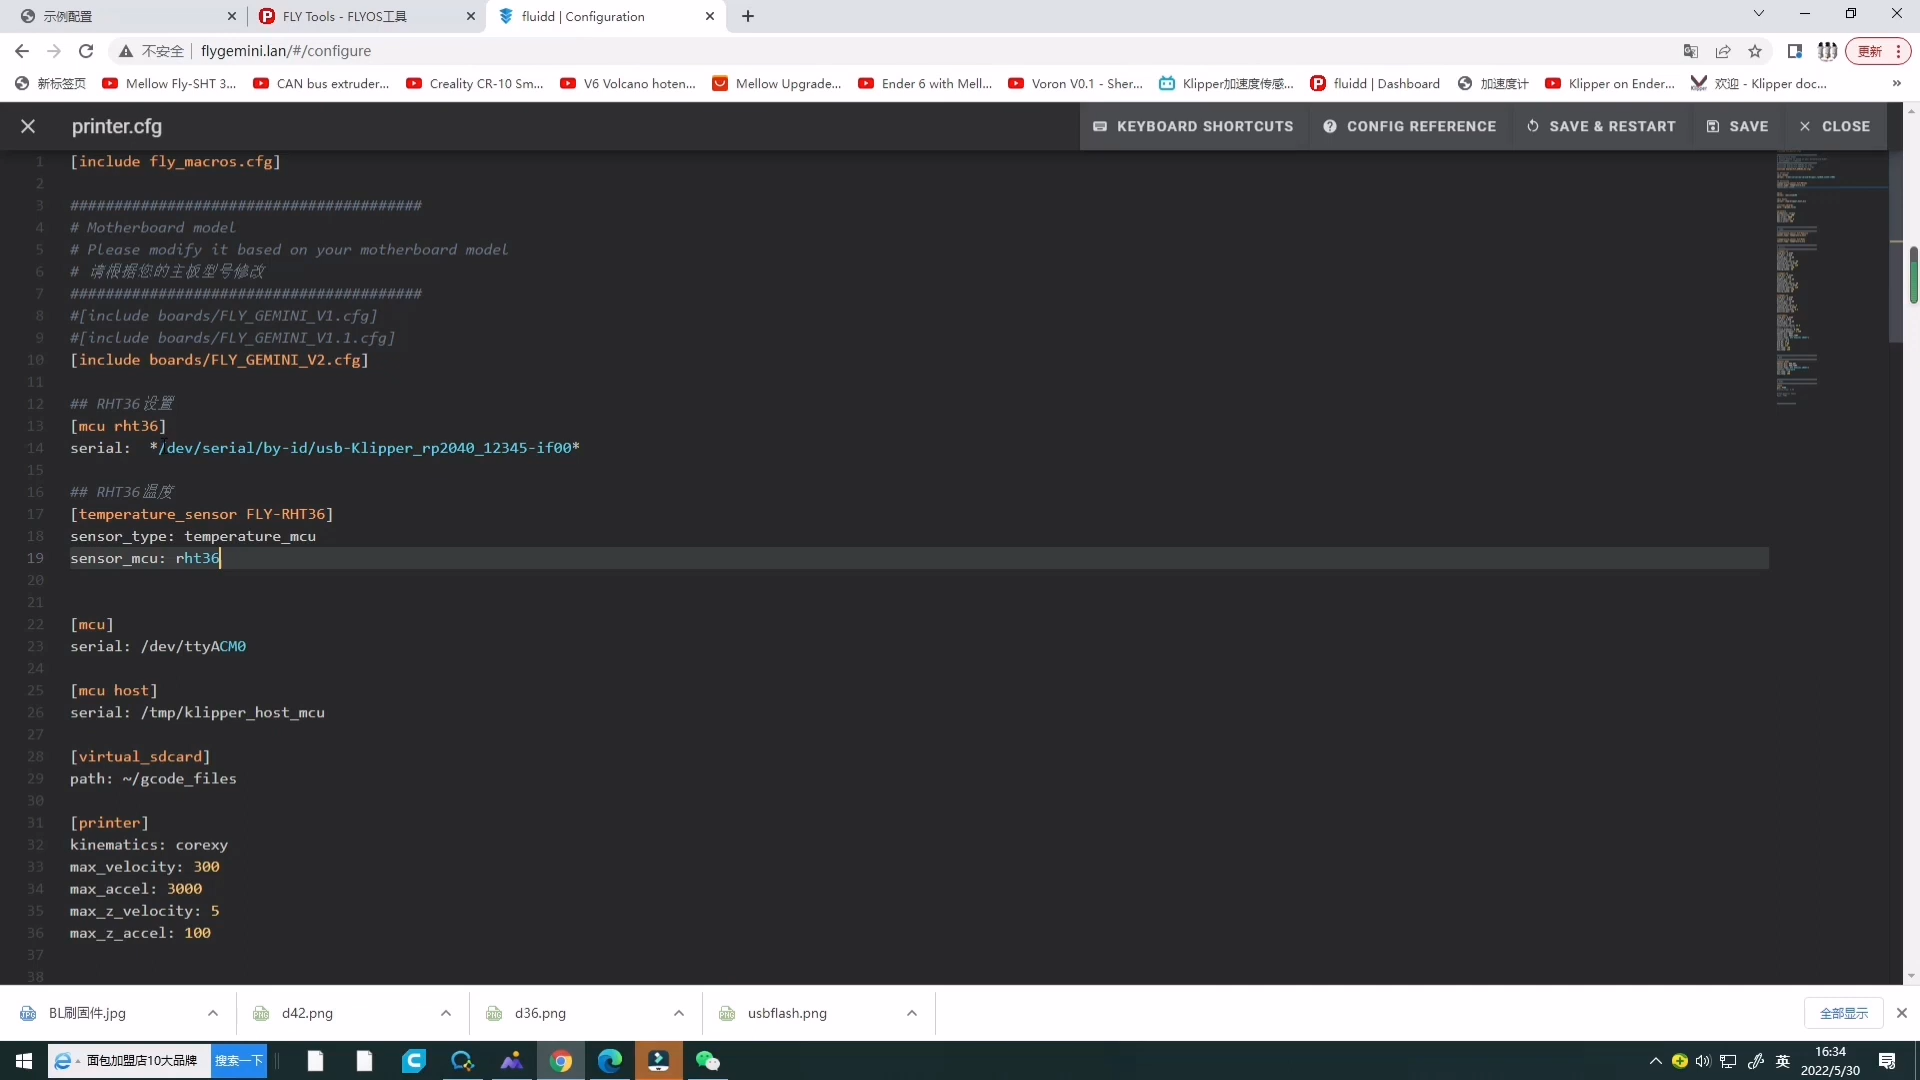 示例配置
FLY Tools - FLYOS工具
fluidd | Configuration
不安全
flygemini.lan/#/configure
更新
新标签页
Mellow Fly-SHT 3...
CAN bus extruder...
Creality CR-10 Sm...
V6 Volcano hoten...
Mellow Upgrade...
Ender 6 with Mell...
Voron V0.1 - Sher...
Klipper加速度传感...
fluidd | Dashboard
加速度计
Klipper on Ender...
欢迎 - Klipper doc...
»
printer.cfg
KEYBOARD SHORTCUTS
CONFIG REFERENCE
SAVE & RESTART
SAVE
CLOSE
1 [include fly_macros.cfg]
2
3 ########################################
4 # Motherboard model
5 # Please modify it based on your motherboard model
6 # 请根据您的主板型号修改
7 ########################################
8 #[include boards/FLY_GEMINI_V1.cfg]
9 #[include boards/FLY_GEMINI_V1.1.cfg]
10 [include boards/FLY_GEMINI_V2.cfg]
11
12 ## RHT36设置
13 [mcu rht36]
14 serial:  */dev/serial/by-id/usb-Klipper_rp2040_12345-if00*
15
16 ## RHT36温度
17 [temperature_sensor FLY-RHT36]
18 sensor_type: temperature_mcu
19 sensor_mcu: rht36
20
21
22 [mcu]
23 serial: /dev/ttyACM0
24
25 [mcu host]
26 serial: /tmp/klipper_host_mcu
27
28 [virtual_sdcard]
29 path: ~/gcode_files
30
31 [printer]
32 kinematics: corexy
33 max_velocity: 300
34 max_accel: 3000
35 max_z_velocity: 5
36 max_z_accel: 100
37
38
BL刷固件.jpg
d42.png
d36.png
usbflash.png
全部显示
面包加盟店10大品牌
搜索一下
英
16:34
2022/5/30